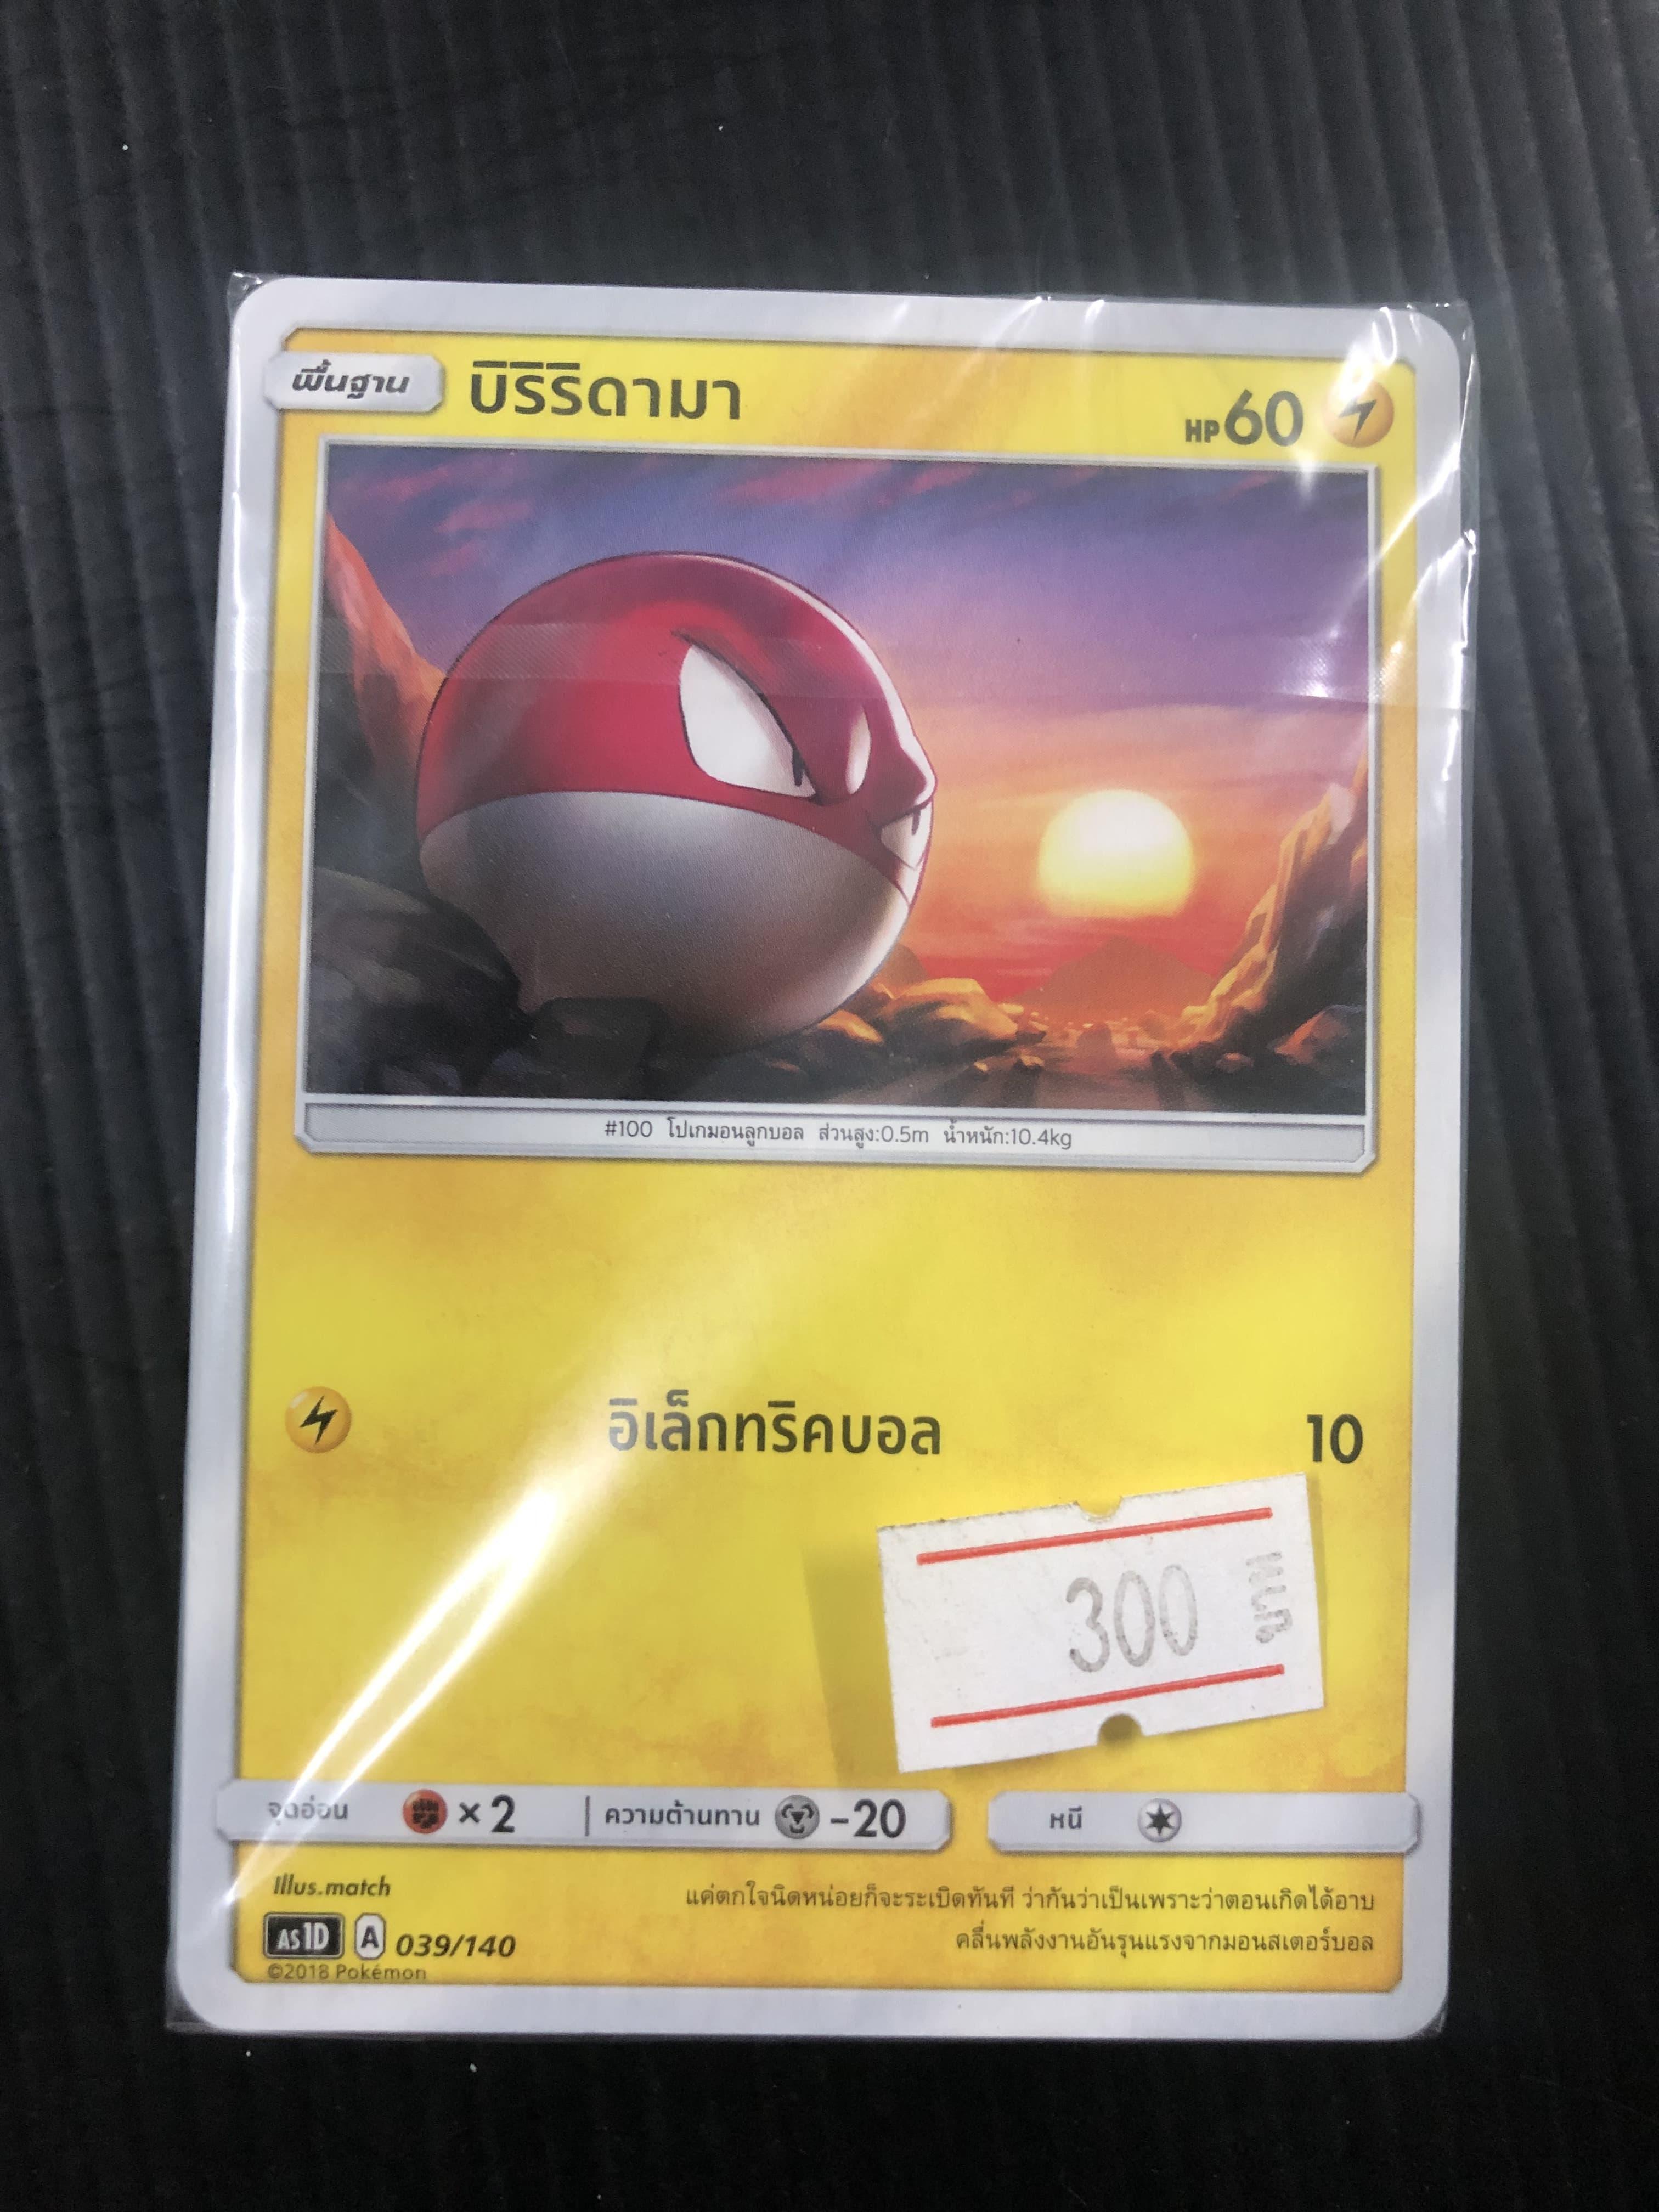 พื้นฐาน
บิริริดามา
HP60
#100 โปเกมอนลูกบอล ส่วนสูง:0.5m น้ำหนัก:10.4kg
อิเล็กทริคบอล 10
300
จุดอ่อน ×2 ความต้านทาน -20 หนี
Illus.match
แค่ตกใจนิดหน่อยก็จะระเบิดทันที ว่ากันว่าเป็นเพราะว่าตอนเกิดได้อาบ
คลื่นพลังงานอันรุนแรงจากมอนสเตอร์บอล
AS1D A 039/140
©2018 Pokémon